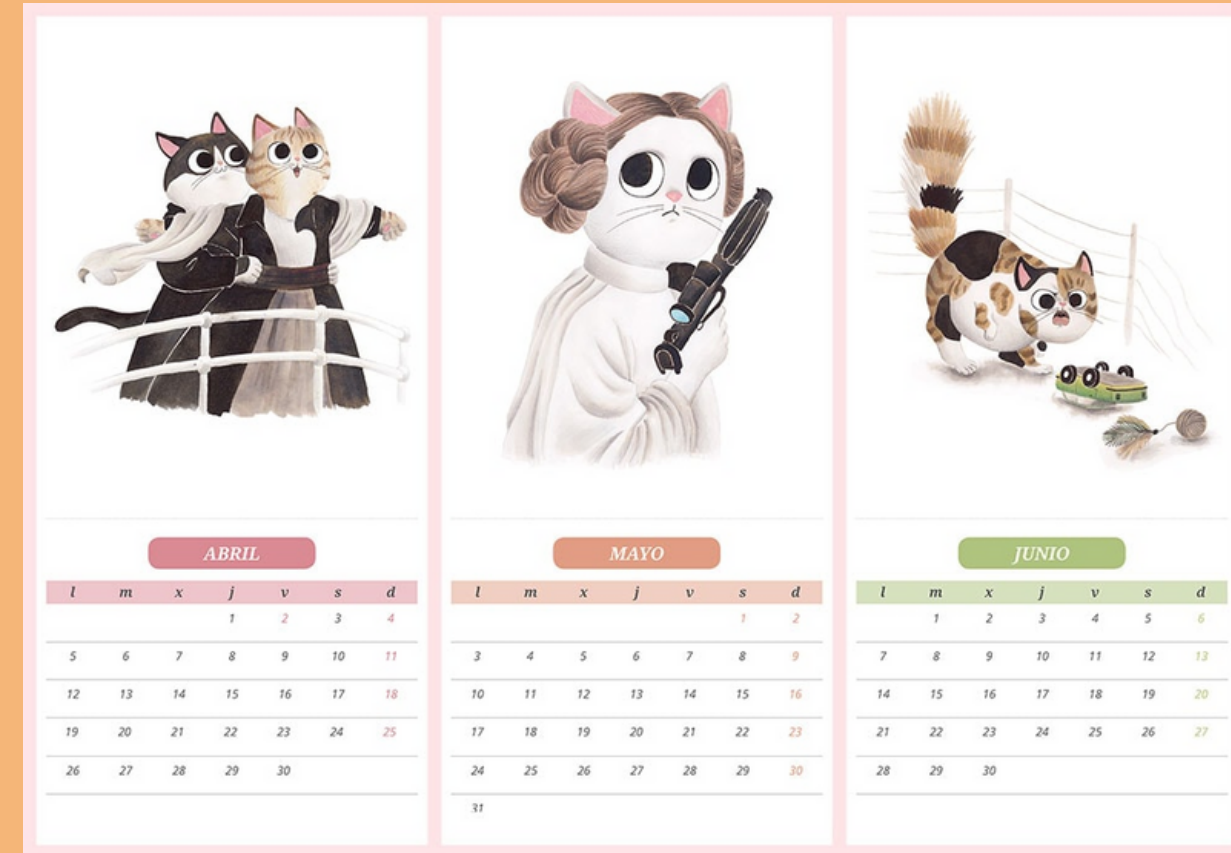 ABRIL
l m x j v s d
1 2 3 4
5 6 7 8 9 10 11
12 13 14 15 16 17 18
19 20 21 22 23 24 25
26 27 28 29 30
MAYO
l m x j v s d
1 2
3 4 5 6 7 8 9
10 11 12 13 14 15 16
17 18 19 20 21 22 23
24 25 26 27 28 29 30
31
JUNIO
l m x j v s d
1 2 3 4 5 6
7 8 9 10 11 12 13
14 15 16 17 18 19 20
21 22 23 24 25 26 27
28 29 30